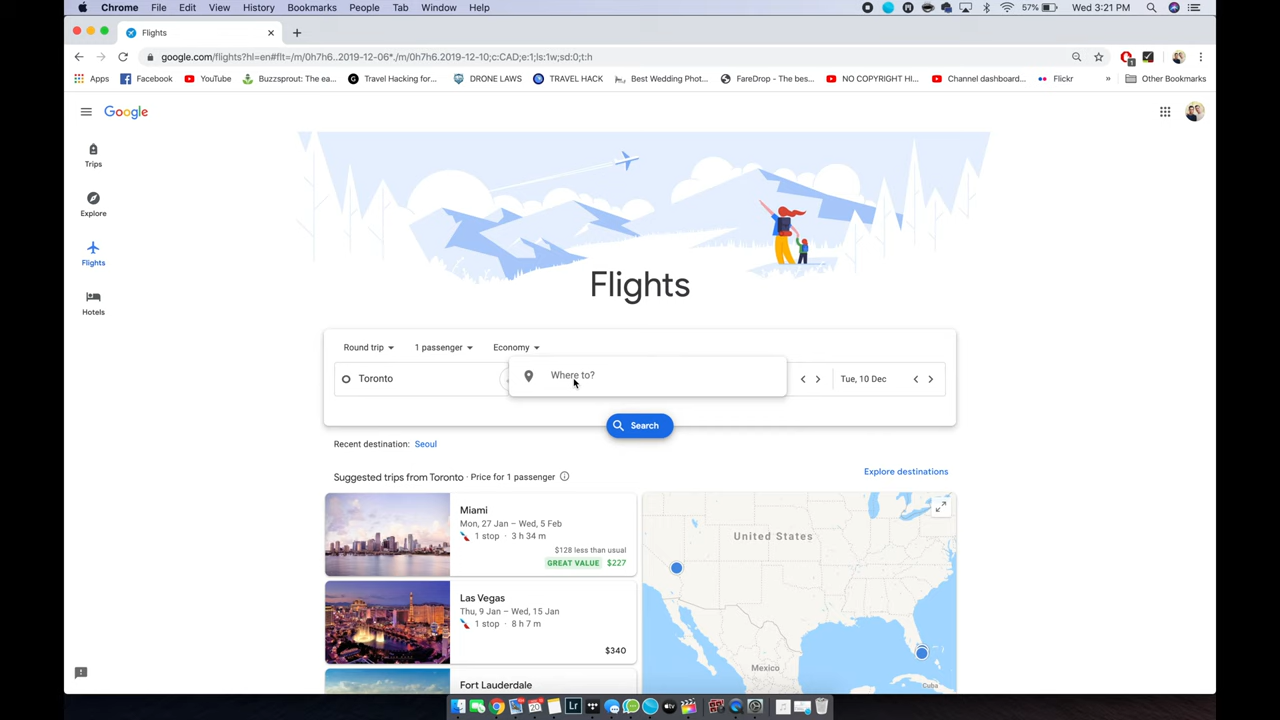 Chrome File Edit View History Bookmarks People Tab Window Help 57% Wed 3:21 PM
Flights
google.com/flights?hl=en#flt=/m/0h7h6..2019-12-06*./m/0h7h6.2019-12-10;c:CAD;e:1;ls:1w;sd:0;t:h
Apps Facebook YouTube Buzzsprout: The ea... Travel Hacking for... DRONE LAWS TRAVEL HACK Best Wedding Phot... FareDrop – The bes... NO COPYRIGHT HI... Channel dashboard... Flickr » Other Bookmarks
Google
Trips
Explore
Flights
Hotels
Flights
Round trip 1 passenger Economy
Toronto Where to? Tue, 10 Dec
Search
Recent destination: Seoul
Suggested trips from Toronto · Price for 1 passenger
Explore destinations
Miami
Mon, 27 Jan – Wed, 5 Feb
1 stop · 3 h 34 m
$128 less than usual
GREAT VALUE $227
Las Vegas
Thu, 9 Jan – Wed, 15 Jan
1 stop · 8 h 7 m
$340
Fort Lauderdale
United States
Mexico
Cuba
Lr